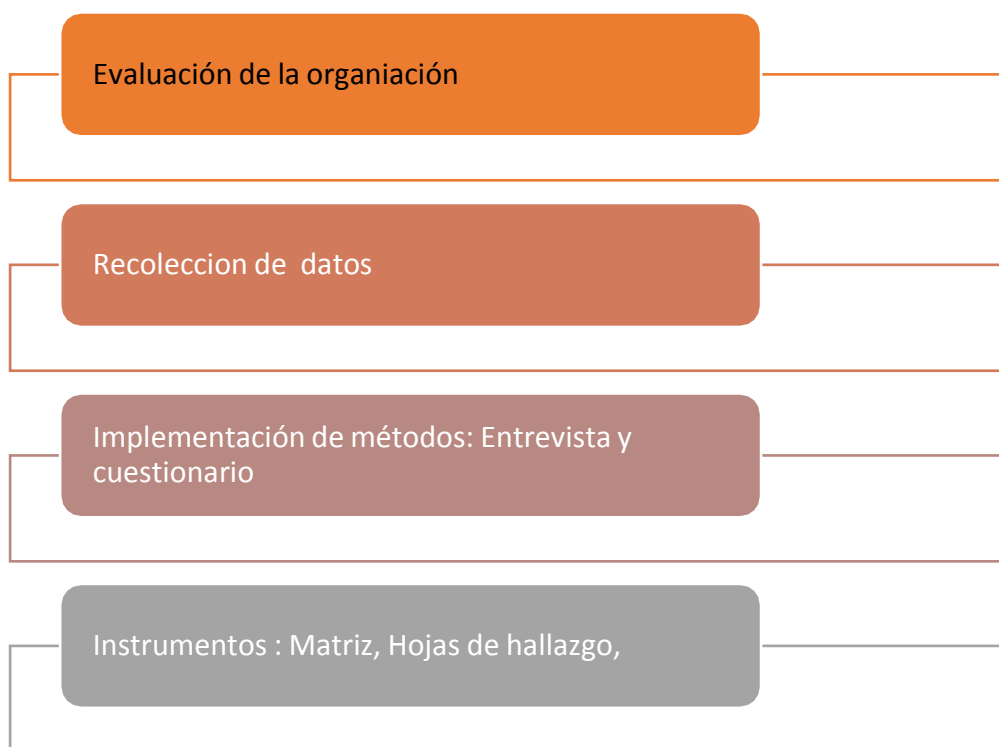 Evaluación de la organiación
Recoleccion de  datos
Implementación de métodos: Entrevista y
cuestionario
Instrumentos : Matriz, Hojas de hallazgo,